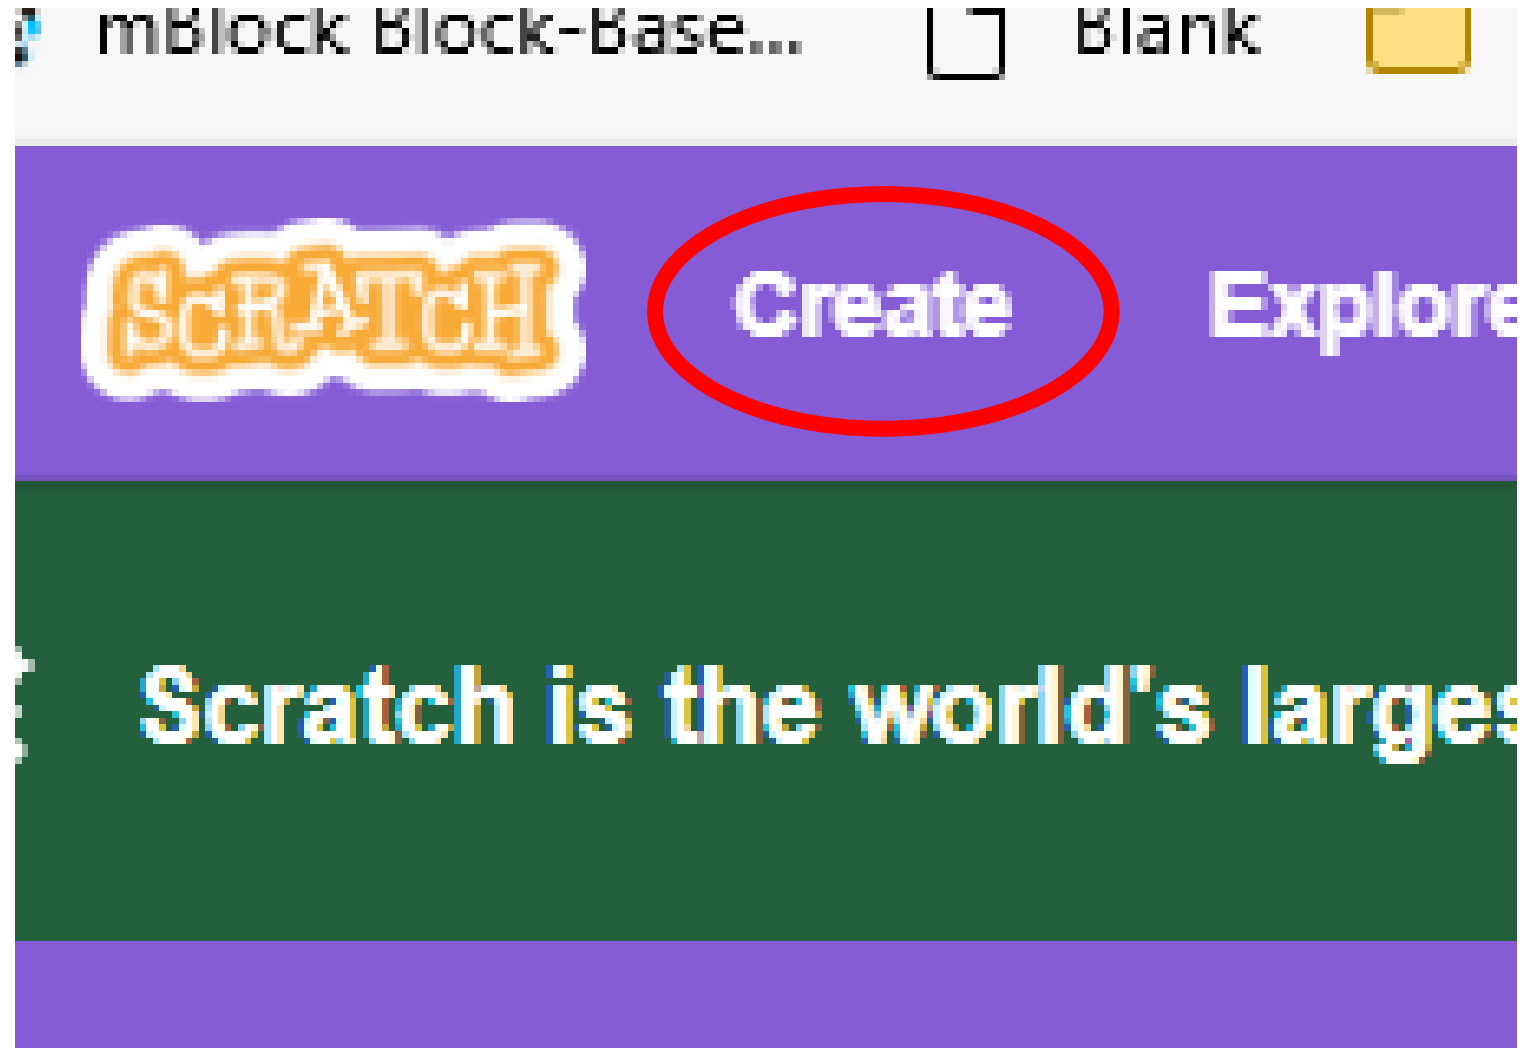 mBlock Block-Base... Blank
SCRATCH Create Explore
Scratch is the world's larges